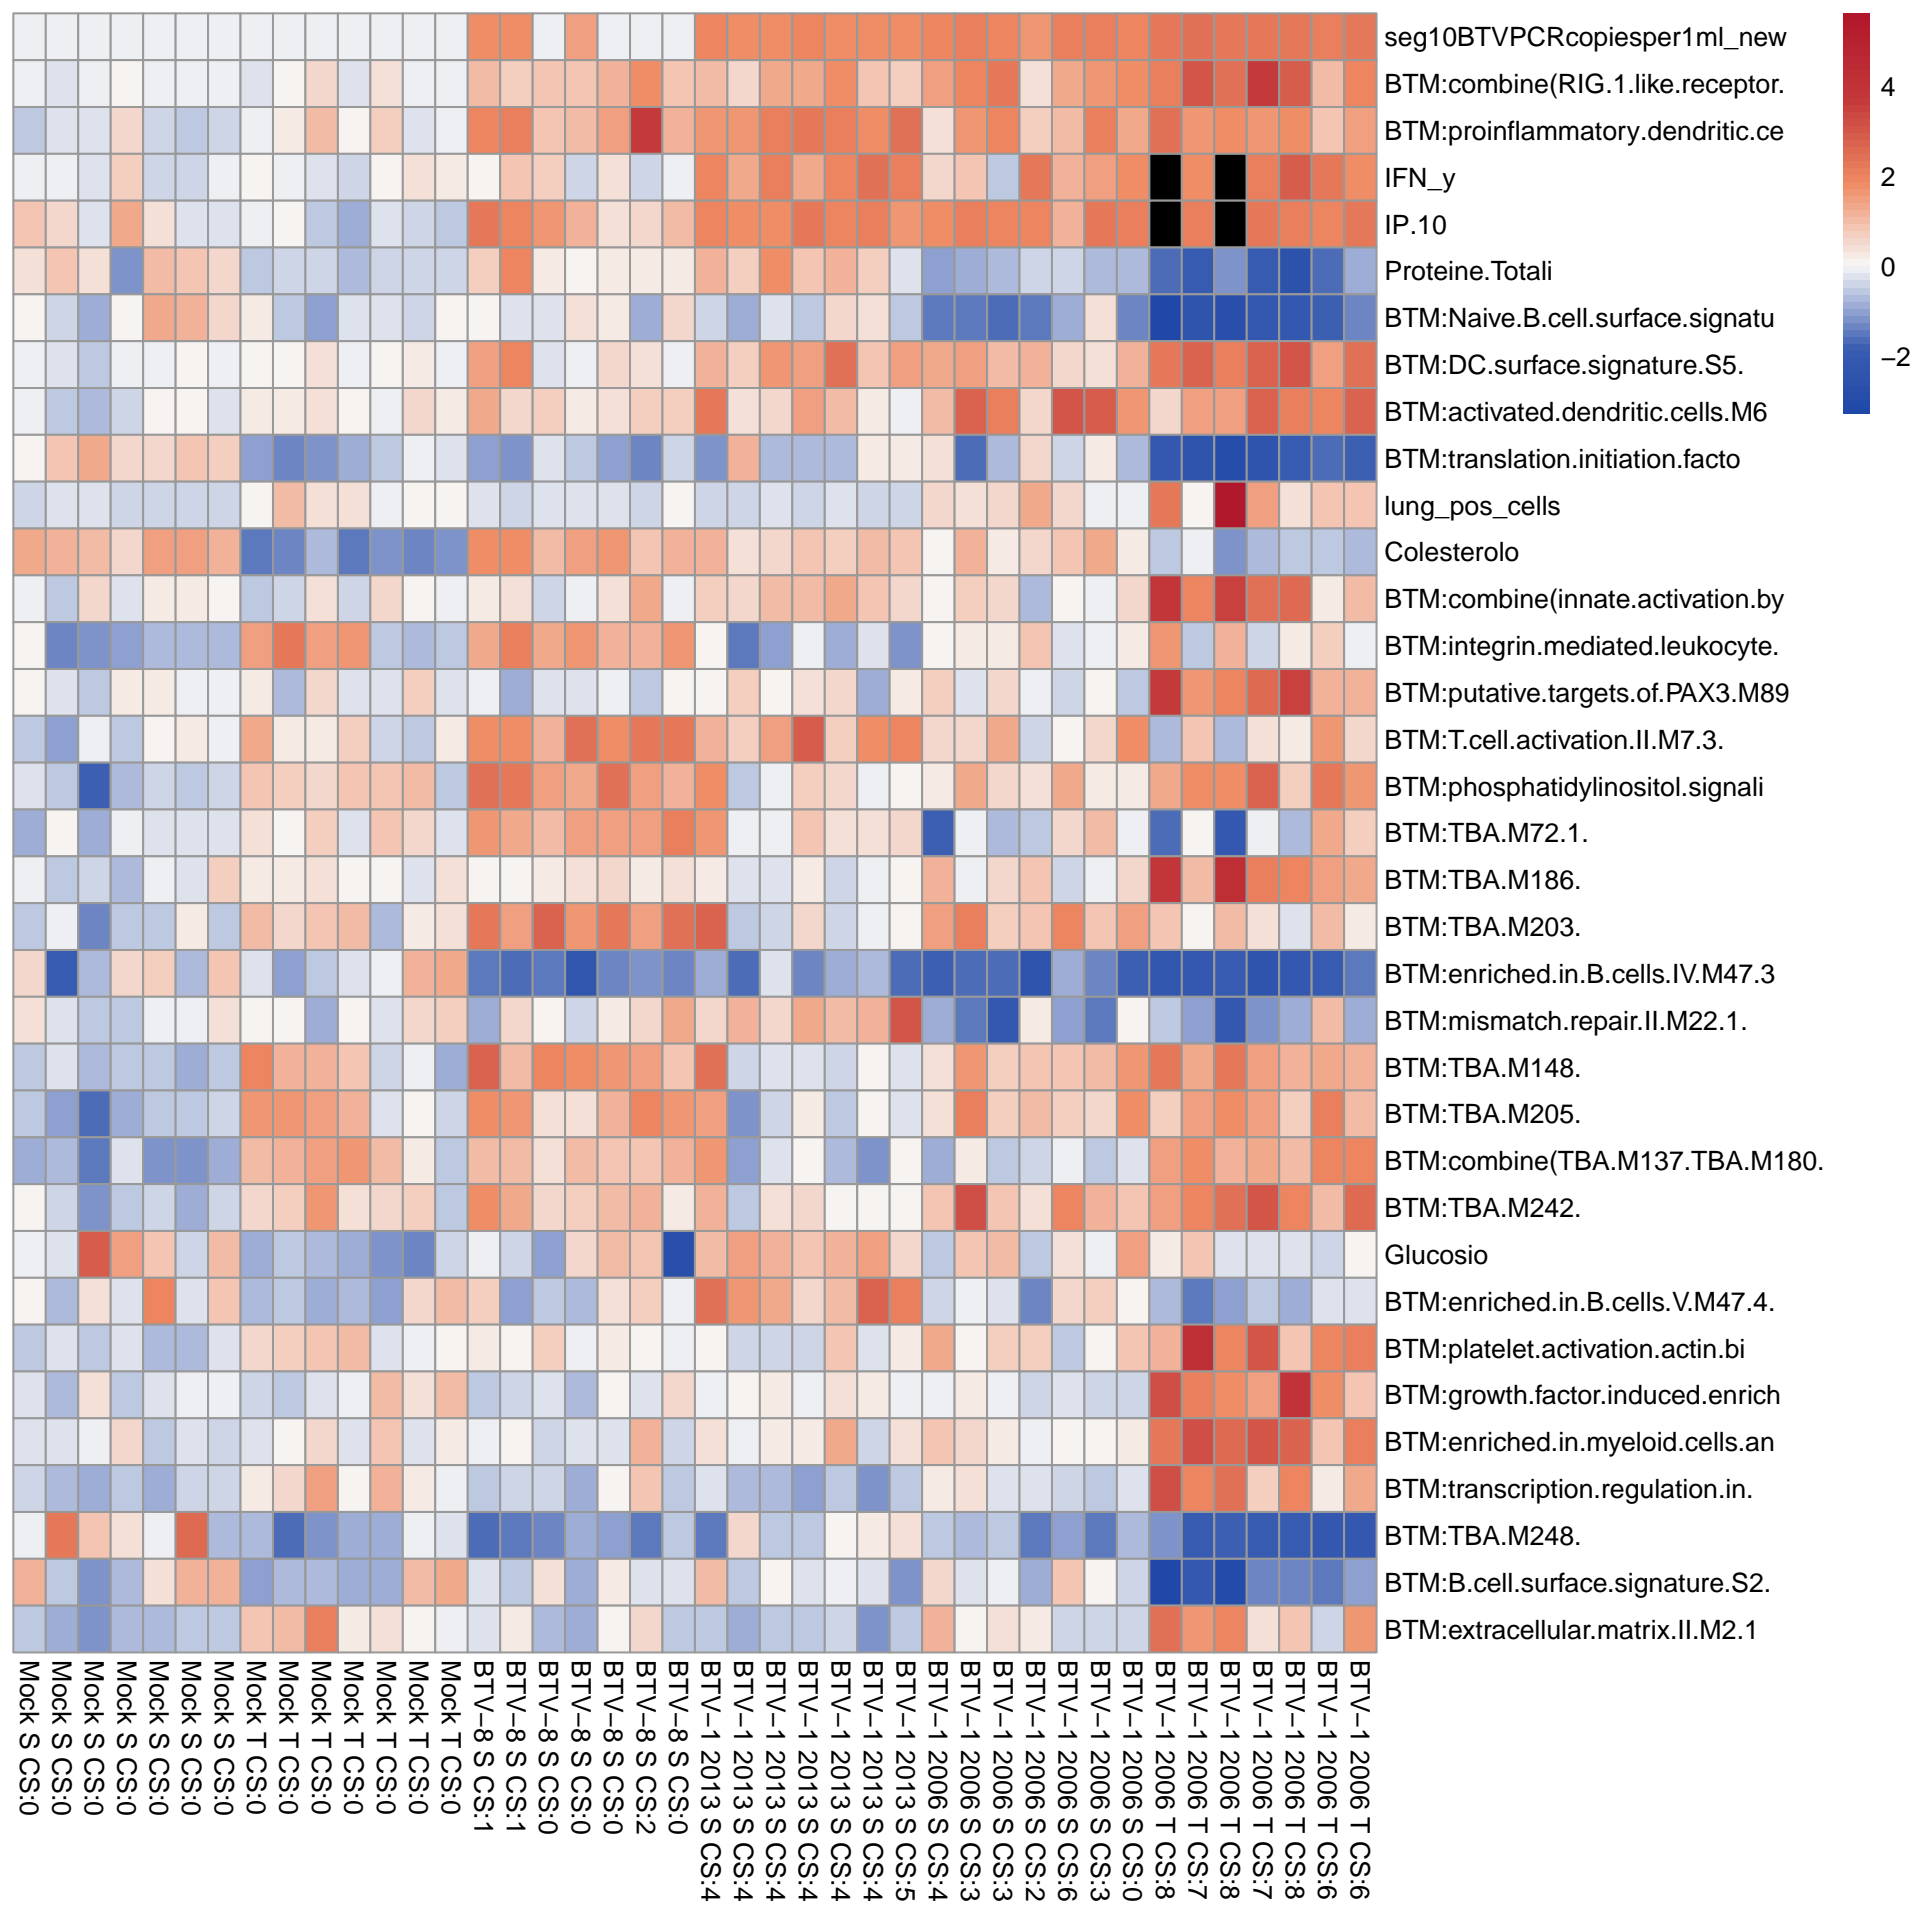 seg10BTVPCRcopiesper1ml_new
BTM:combine(RIG.1.like.receptor.
BTM:proinflammatory.dendritic.ce
IFN_y
IP.10
Proteine.Totali
BTM:Naive.B.cell.surface.signatu
BTM:DC.surface.signature.S5.
BTM:activated.dendritic.cells.M6
BTM:translation.initiation.facto
lung_pos_cells
Colesterolo
BTM:combine(innate.activation.by
BTM:integrin.mediated.leukocyte.
BTM:putative.targets.of.PAX3.M89
BTM:T.cell.activation.II.M7.3.
BTM:phosphatidylinositol.signali
BTM:TBA.M72.1.
BTM:TBA.M186.
BTM:TBA.M203.
BTM:enriched.in.B.cells.IV.M47.3
BTM:mismatch.repair.II.M22.1.
BTM:TBA.M148.
BTM:TBA.M205.
BTM:combine(TBA.M137.TBA.M180.
BTM:TBA.M242.
Glucosio
BTM:enriched.in.B.cells.V.M47.4.
BTM:platelet.activation.actin.bi
BTM:growth.factor.induced.enrich
BTM:enriched.in.myeloid.cells.an
BTM:transcription.regulation.in.
BTM:TBA.M248.
BTM:B.cell.surface.signature.S2.
BTM:extracellular.matrix.II.M2.1
4
2
0
−2
Mock S CS:0
Mock S CS:0
Mock S CS:0
Mock S CS:0
Mock S CS:0
Mock S CS:0
Mock S CS:0
Mock T CS:0
Mock T CS:0
Mock T CS:0
Mock T CS:0
Mock T CS:0
Mock T CS:0
Mock T CS:0
BTV−8 S CS:1
BTV−8 S CS:1
BTV−8 S CS:0
BTV−8 S CS:0
BTV−8 S CS:0
BTV−8 S CS:2
BTV−8 S CS:0
BTV−1 2013 S CS:4
BTV−1 2013 S CS:4
BTV−1 2013 S CS:4
BTV−1 2013 S CS:4
BTV−1 2013 S CS:4
BTV−1 2013 S CS:4
BTV−1 2013 S CS:5
BTV−1 2006 S CS:4
BTV−1 2006 S CS:3
BTV−1 2006 S CS:3
BTV−1 2006 S CS:2
BTV−1 2006 S CS:6
BTV−1 2006 S CS:3
BTV−1 2006 S CS:0
BTV−1 2006 T CS:8
BTV−1 2006 T CS:7
BTV−1 2006 T CS:8
BTV−1 2006 T CS:7
BTV−1 2006 T CS:8
BTV−1 2006 T CS:6
BTV−1 2006 T CS:6